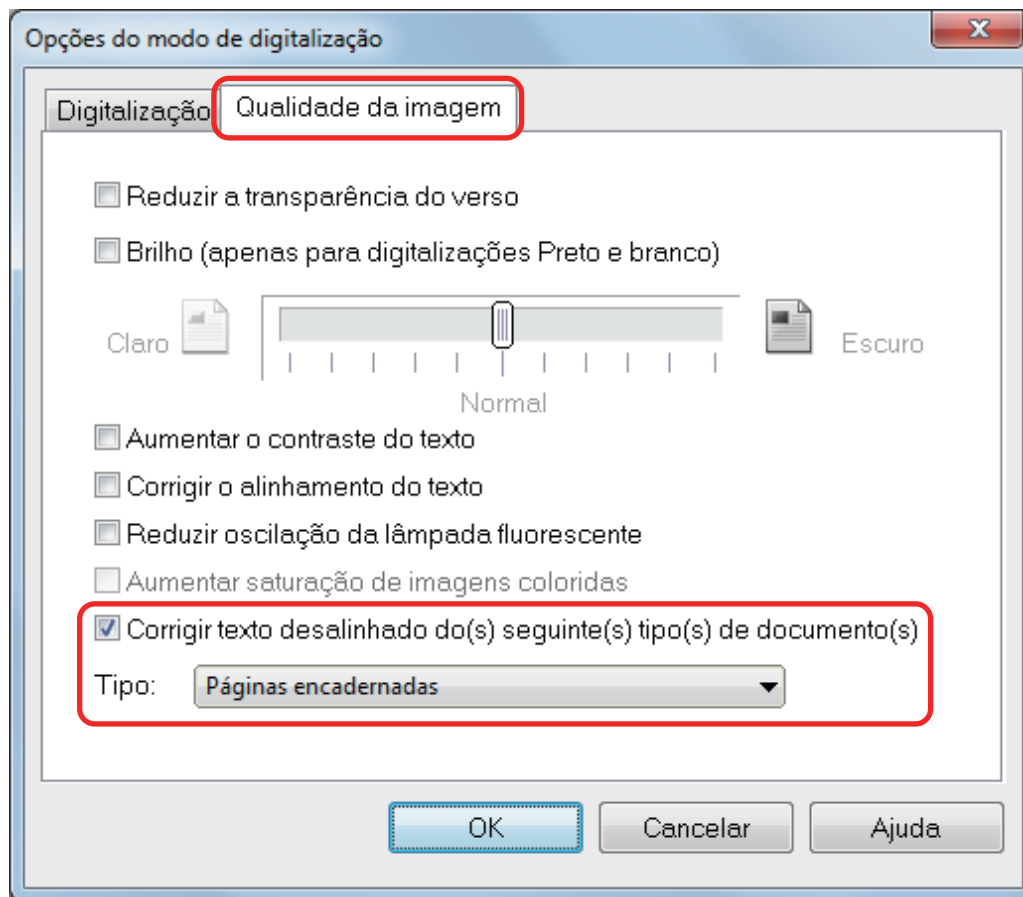 Opções do modo de digitalização
Digitalização Qualidade da imagem
Reduzir a transparência do verso
Brilho (apenas para digitalizações Preto e branco)
Claro Escuro
Normal
Aumentar o contraste do texto
Corrigir o alinhamento do texto
Reduzir oscilação da lâmpada fluorescente
Aumentar saturação de imagens coloridas
Corrigir texto desalinhado do(s) seguinte(s) tipo(s) de documento(s)
Tipo: Páginas encadernadas
OK Cancelar Ajuda